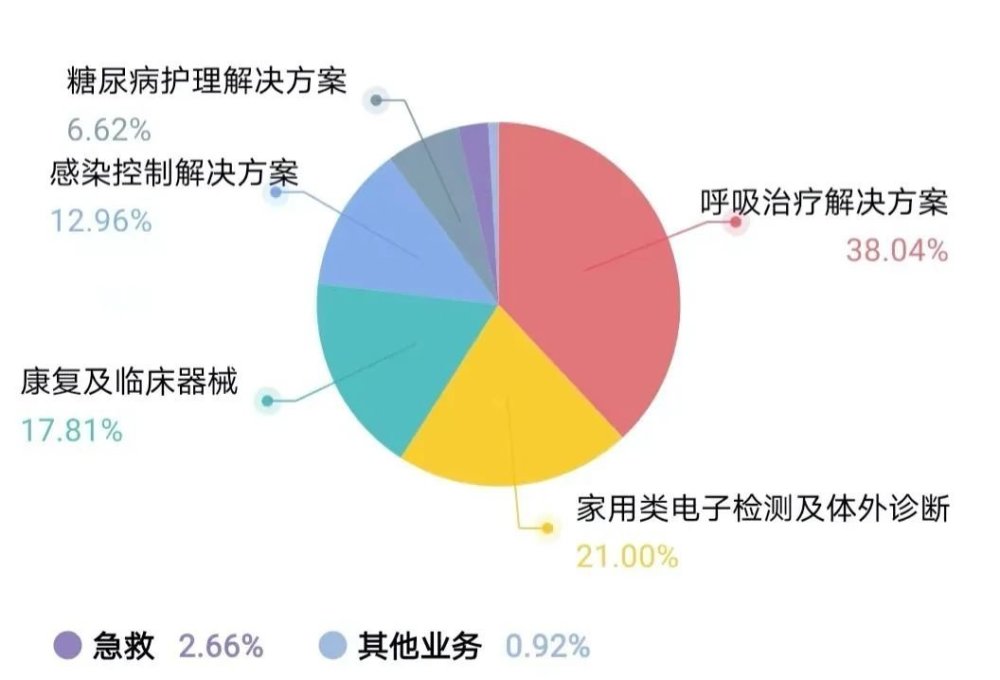 糖尿病护理解决方案
6.62%
感染控制解决方案
12.96%
呼吸治疗解决方案
38.04%
康复及临床器械
17.81%
家用类电子检测及体外诊断
21.00%
急救 2.66% 其他业务 0.92%